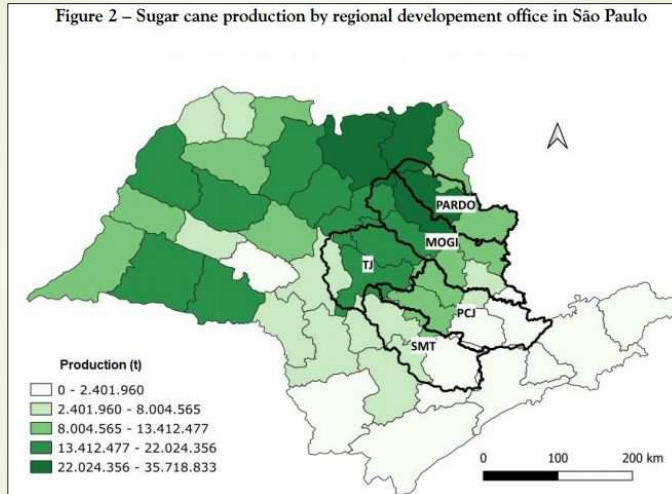 Figure 2 – Sugar cane production by regional developement office in São Paulo
PARDO
MOGI
TJ
PCJ
SMT
Production (t)
0 - 2.401.960
2.401.960 - 8.004.565
8.004.565 - 13.412.477
13.412.477 - 22.024.356
22.024.356 - 35.718.833
0 100 200 km